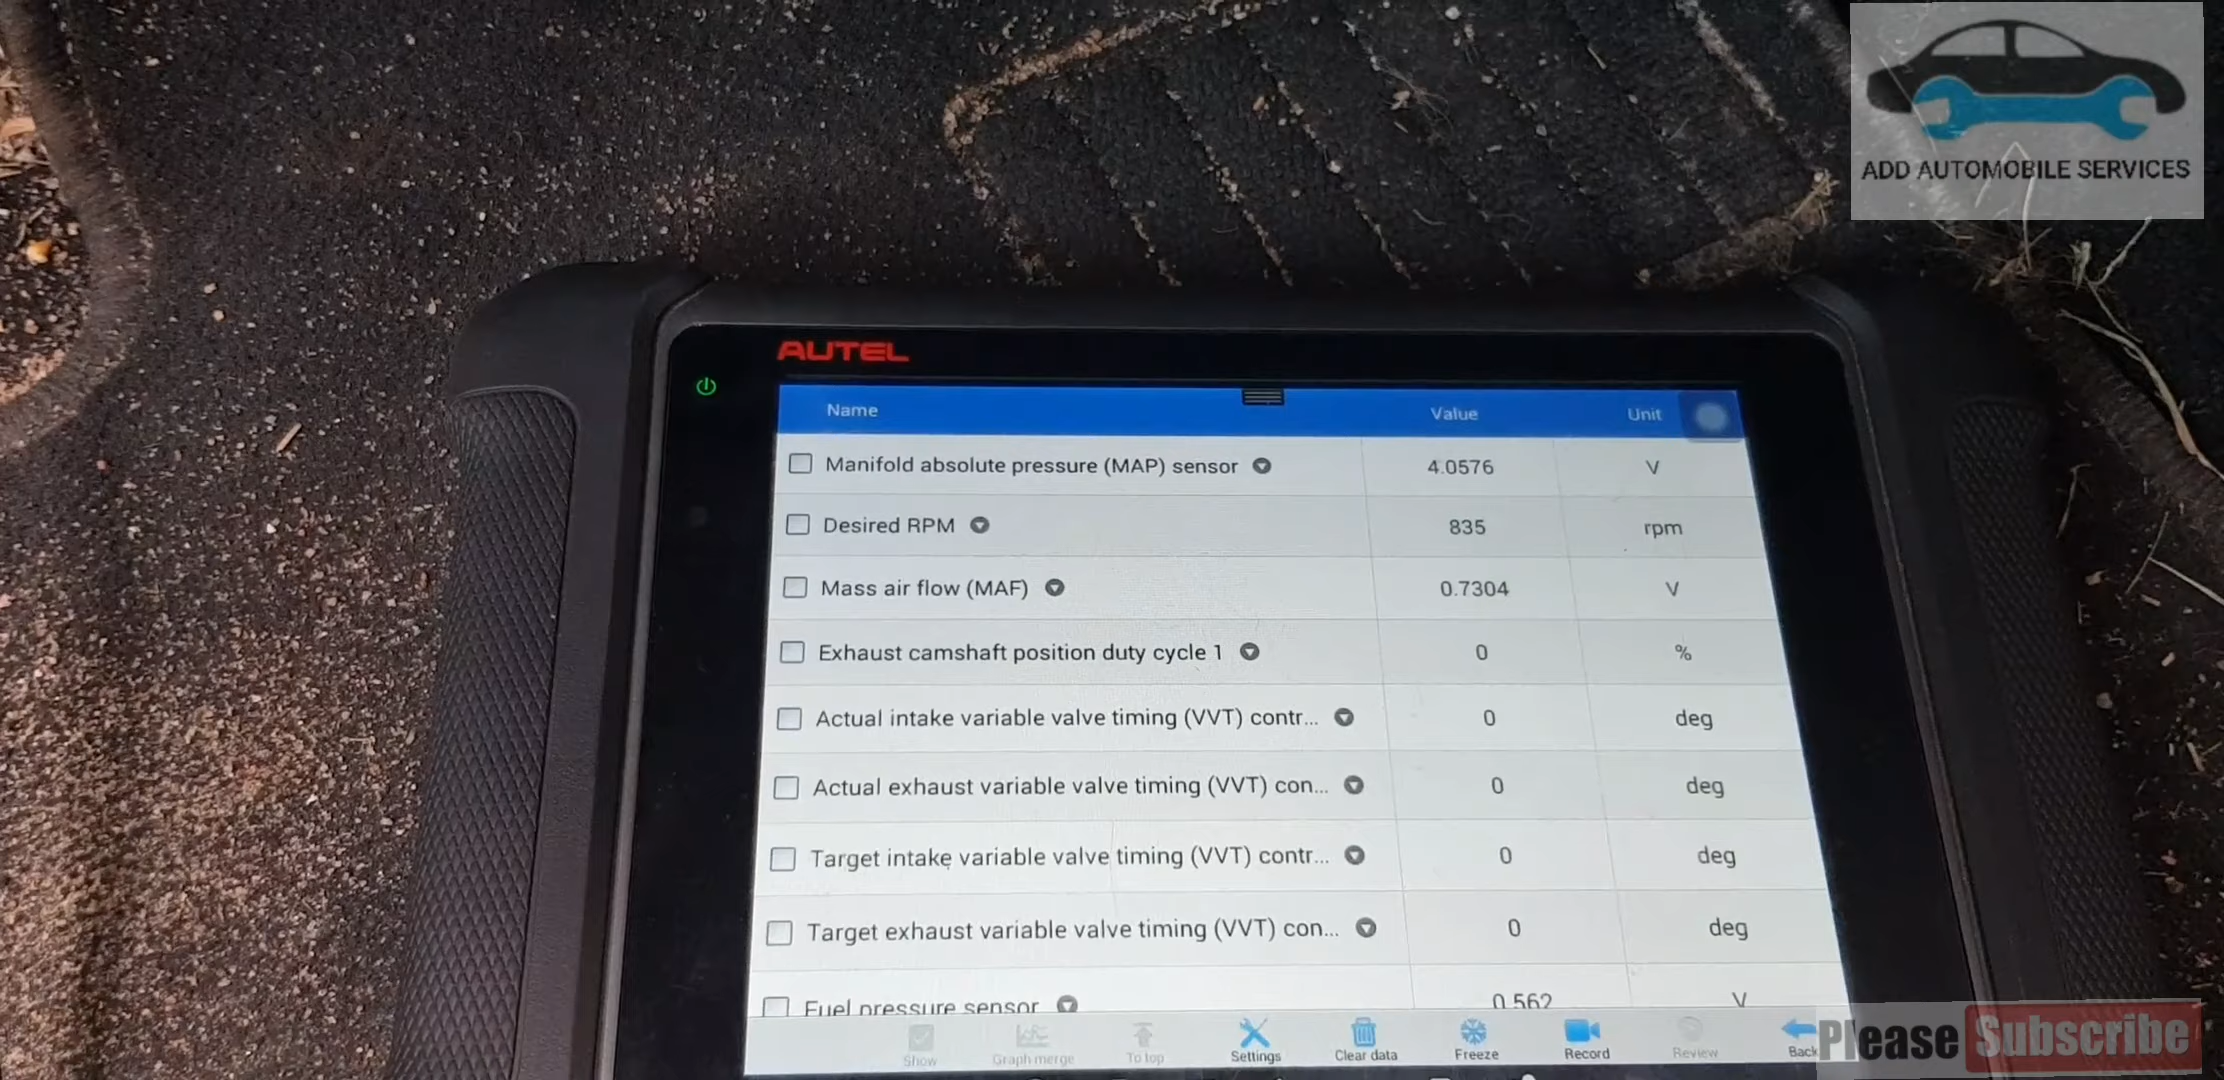 ADD AUTOMOBILE SERVICES
AUTEL
Name Value Unit
Manifold absolute pressure (MAP) sensor 4.0576 V
Desired RPM 835 rpm
Mass air flow (MAF) 0.7304 V
Exhaust camshaft position duty cycle 1 0 %
Actual intake variable valve timing (VVT) contr... 0 deg
Actual exhaust variable valve timing (VVT) con... 0 deg
Target intake variable valve timing (VVT) contr... 0 deg
Target exhaust variable valve timing (VVT) con... 0 deg
Fuel pressure sensor 0.562 V
Show Graph merge To top Settings Clear data Freeze Record Review Back
Please Subscribe